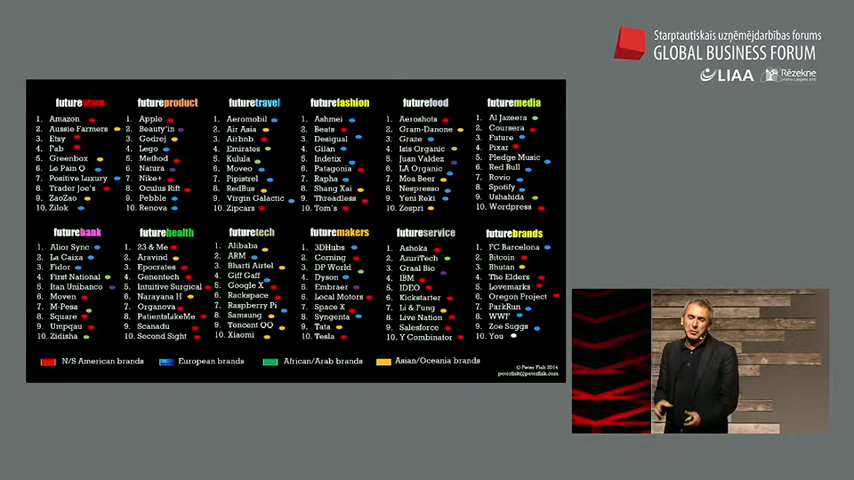 Starptautiskais uzņēmējdarbības forums
GLOBAL BUSINESS FORUM
LIAA Rēzekne
futurestore
1. Amazon
2. Aussie Farmers
3. Etsy
4. Fab
5. Greenbox
6. Le Pain Q
7. Positive Luxury
8. Trader Joe's
9. ZaoZao
10. Zilok
futureproduct
1. Apple
2. Beauty'in
3. Godrej
4. Lego
5. Method
6. Natura
7. Nike+
8. Oculus Rift
9. Pebble
10. Renova
futuretravel
1. Aeromobil
2. Air Asia
3. Airbnb
4. Emirates
5. Kulula
6. Moveo
7. Pipistrel
8. RedBus
9. Virgin Galactic
10. Zipcars
futurefashion
1. Ashmei
2. Beats
3. Desigual
4. Gilan
5. Indetix
6. Patagonia
7. Rapha
8. Shang Xai
9. Threadless
10. Tom's
futurefood
1. Aeroshots
2. Gram-Danone
3. Graze
4. Isis Organic
5. Juan Valdez
6. LA Organic
7. Moa Beer
8. Nespresso
9. Yeni Reki
10. Zespri
futuremedia
1. Al Jazeera
2. Coursera
3. Future
4. Pixar
5. Pledge Music
6. Red Bull
7. Rovio
8. Spotify
9. Ushahida
10. Wordpress
futurebank
1. Alior Sync
2. La Caixa
3. Fidor
4. First National
5. Itan Unibanco
6. Moven
7. M-Pesa
8. Square
9. Umpqau
10. Zidisha
futurehealth
1. 23 & Me
2. Aravind
3. Epocrates
4. Genentech
5. Intuitive Surgical
6. Narayana H
7. Organova
8. PatientsLikeMe
9. Scanadu
10. Second Sight
futuretech
1. Alibaba
2. ARM
3. Bharti Airtel
4. Giff Gaff
5. Google X
6. Rackspace
7. Raspberry Pi
8. Samsung
9. Tencent QQ
10. Xiaomi
futuremakers
1. 3DHubs
2. Corning
3. DP World
4. Dyson
5. Embraer
6. Local Motors
7. Space X
8. Syngenta
9. Tata
10. Tesla
futureservice
1. Ashoka
2. AzuriTech
3. Graal Bio
4. IBM
5. IDEO
6. Kickstarter
7. Li & Fung
8. Live Nation
9. Salesforce
10. Y Combinator
futurebrands
1. FC Barcelona
2. Bitcoin
3. Bhutan
4. The Elders
5. Lovemarks
6. Oregon Project
7. ParkRun
8. WWF
9. Zoe Suggs
10. You
N/S American brands
European brands
African/Arab brands
Asian/Oceania brands
© Peter Fisk 2014
peterfisk@peterfisk.com